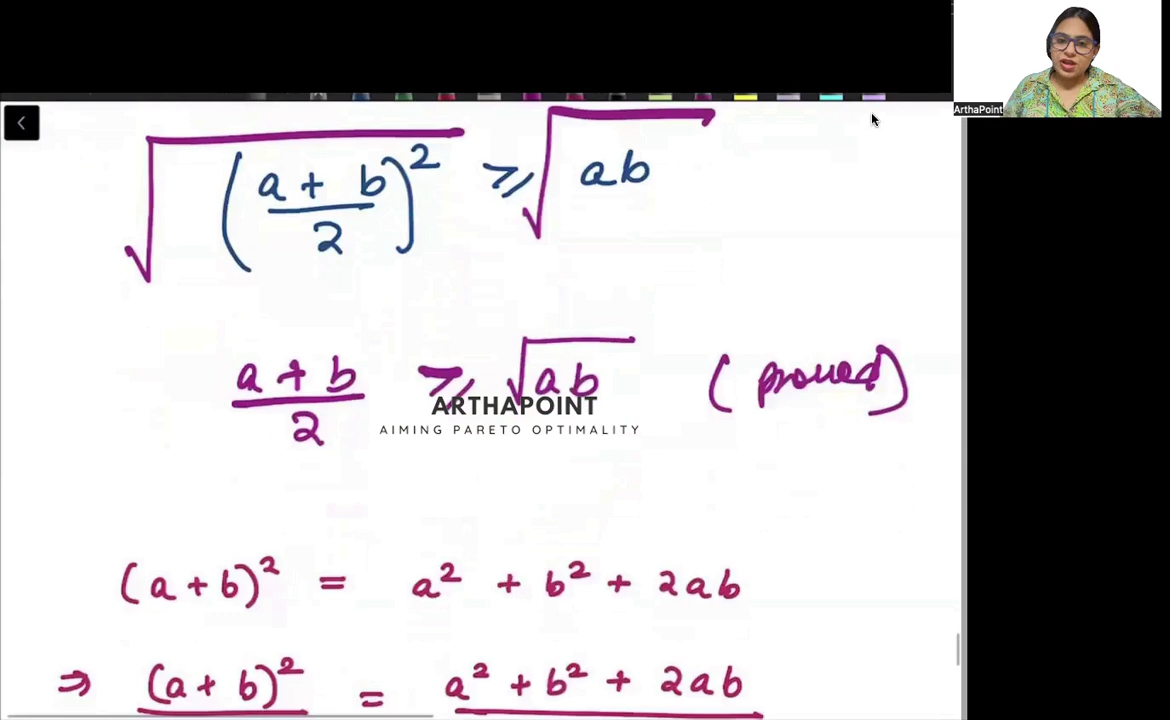 ArthaPoint
√((a + b)/2)² ⩾ √ab
(a + b)/2 ⩾ √ab (proved)
ARTHAPOINT
AIMING PARETO OPTIMALITY
(a + b)² = a² + b² + 2ab
⇒ (a + b)² = a² + b² + 2ab